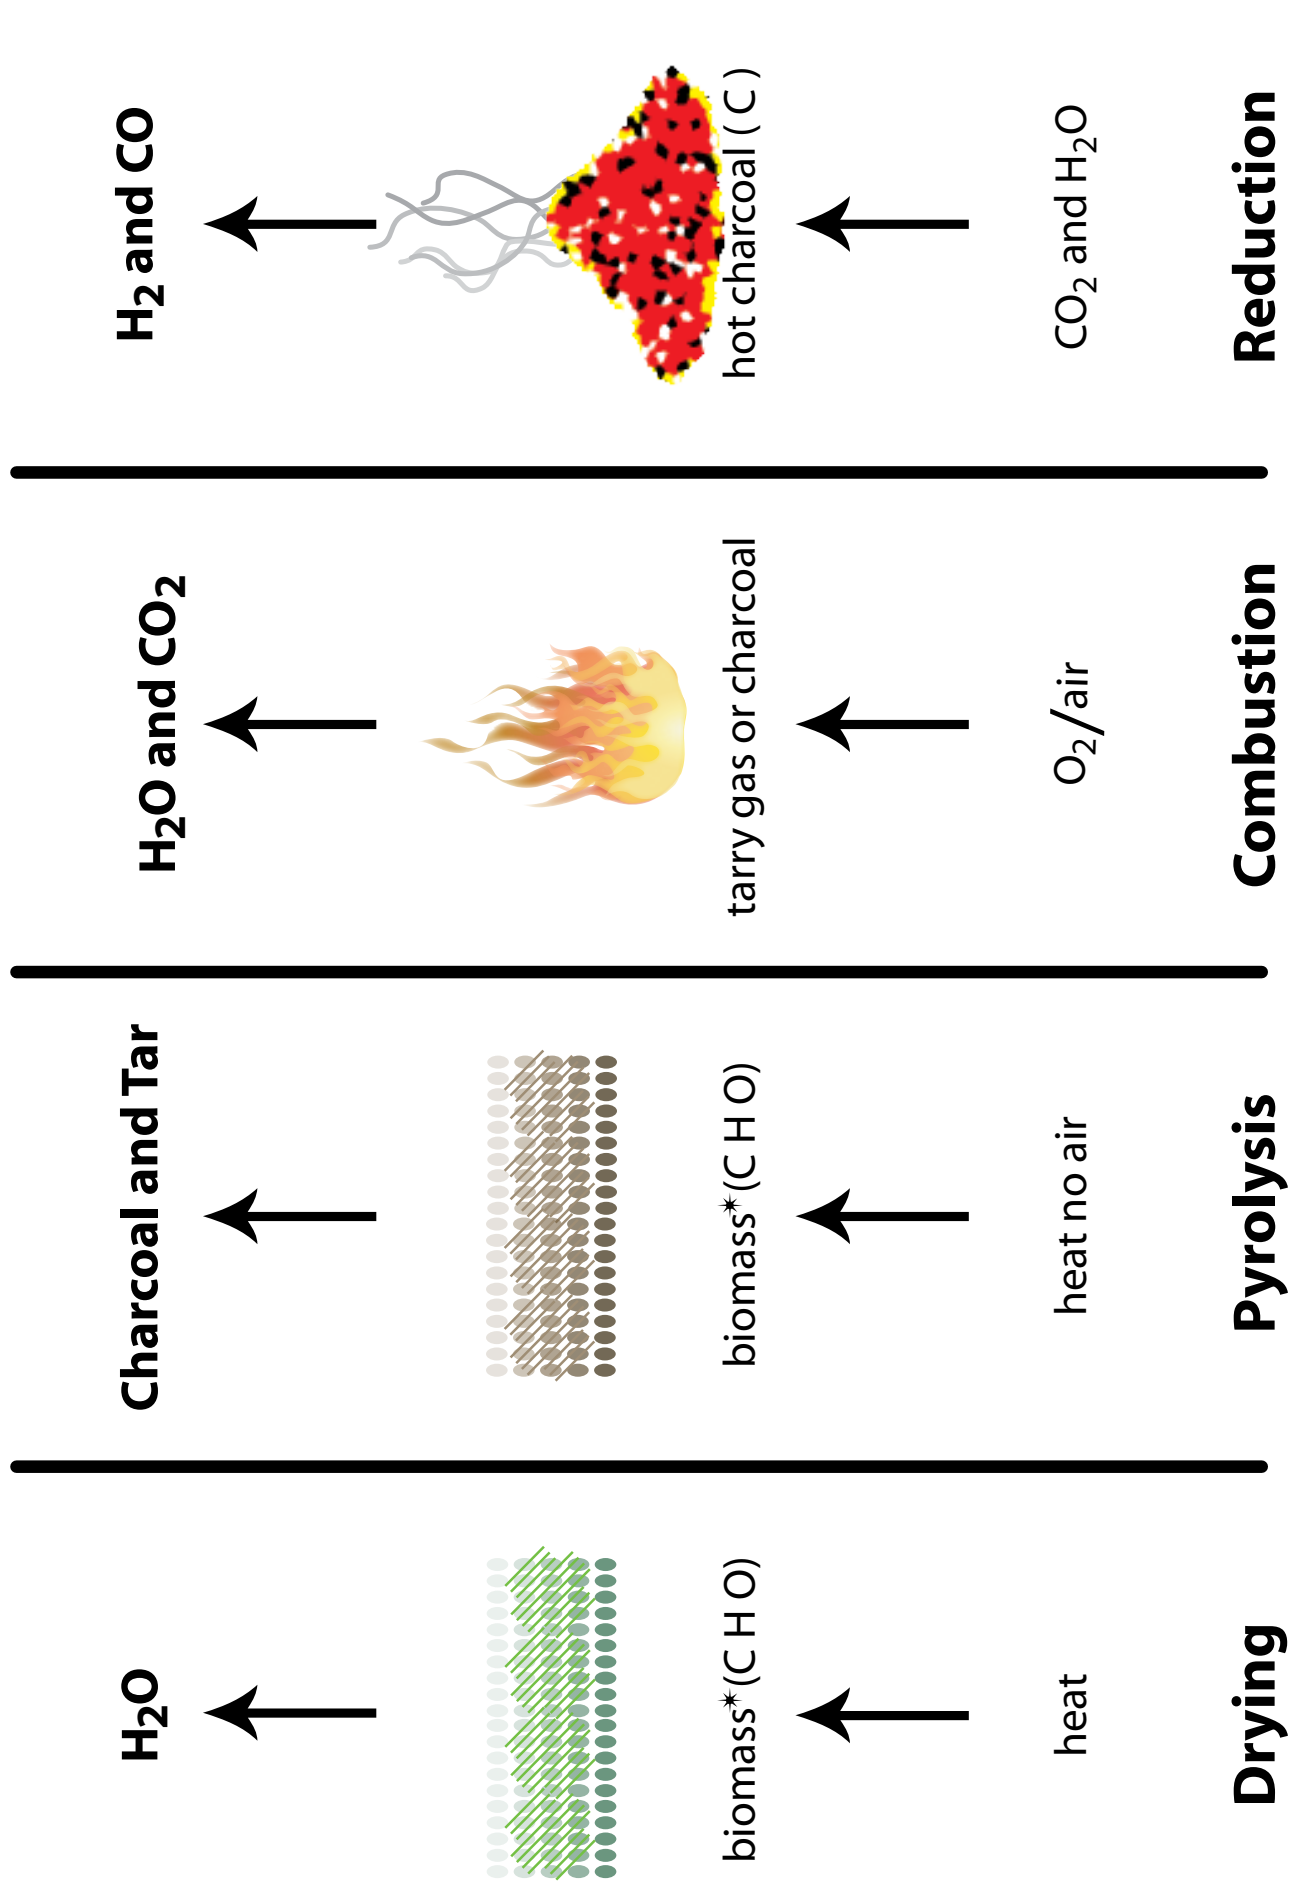 H₂O
biomass*(C H O)
heat
Drying
Charcoal and Tar
biomass*(C H O)
heat no air
Pyrolysis
H₂O and CO₂
tarry gas or charcoal
O₂/air
Combustion
H₂ and CO
hot charcoal ( C )
CO₂ and H₂O
Reduction